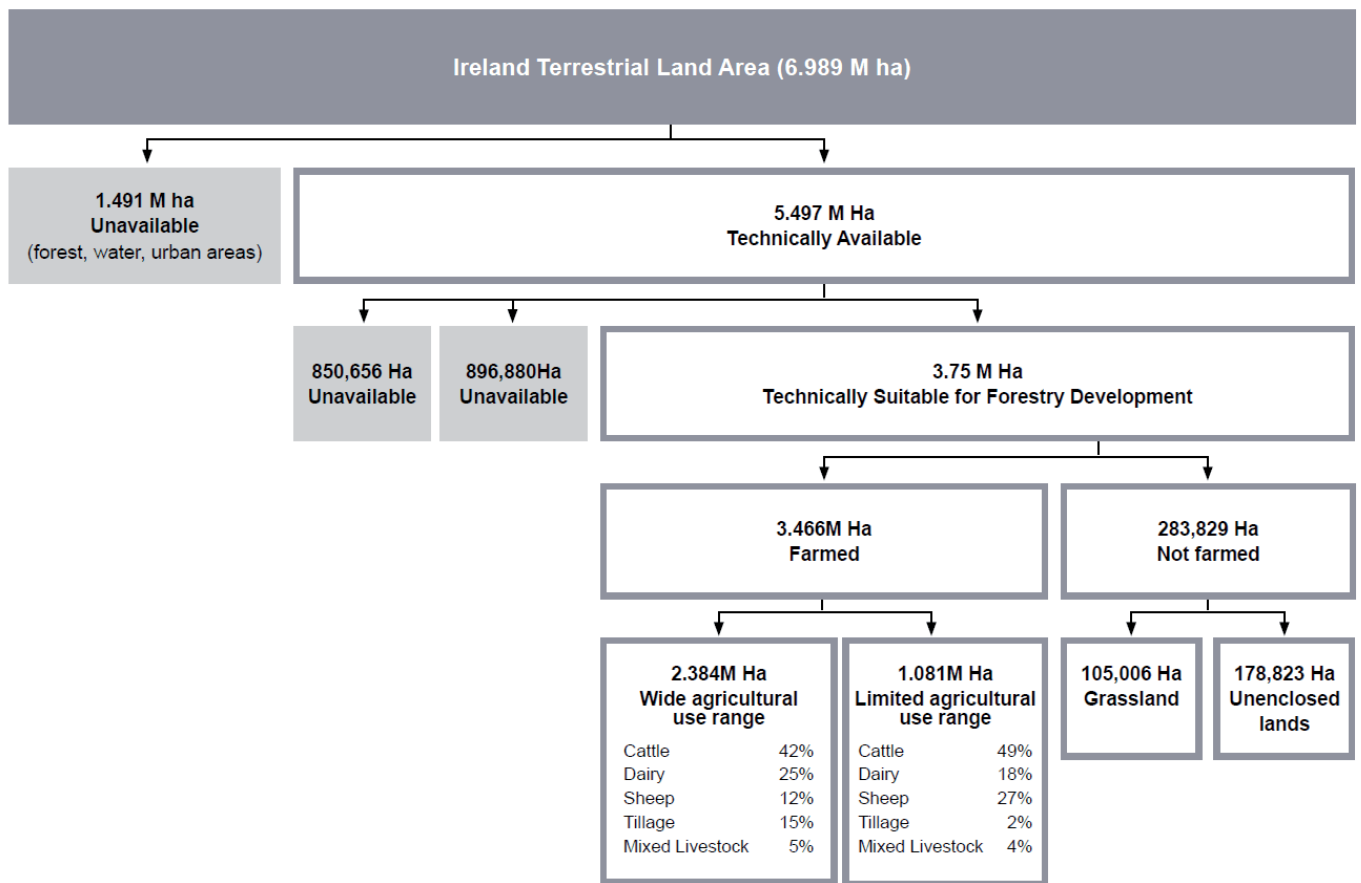 Ireland Terrestrial Land Area (6.989 M ha)
1.491 M ha
Unavailable
(forest, water, urban areas)
5.497 M Ha
Technically Available
850,656 Ha
Unavailable
896,880Ha
Unavailable
3.75 M Ha
Technically Suitable for Forestry Development
3.466M Ha
Farmed
283,829 Ha
Not farmed
2.384M Ha
Wide agricultural
use range
Cattle 42%
Dairy 25%
Sheep 12%
Tillage 15%
Mixed Livestock 5%
1.081M Ha
Limited agricultural
use range
Cattle 49%
Dairy 18%
Sheep 27%
Tillage 2%
Mixed Livestock 4%
105,006 Ha
Grassland
178,823 Ha
Unenclosed
lands